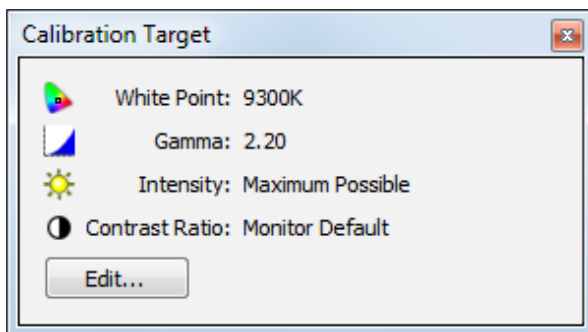 Calibration Target
White Point: 9300K
Gamma: 2.20
Intensity: Maximum Possible
Contrast Ratio: Monitor Default
Edit...